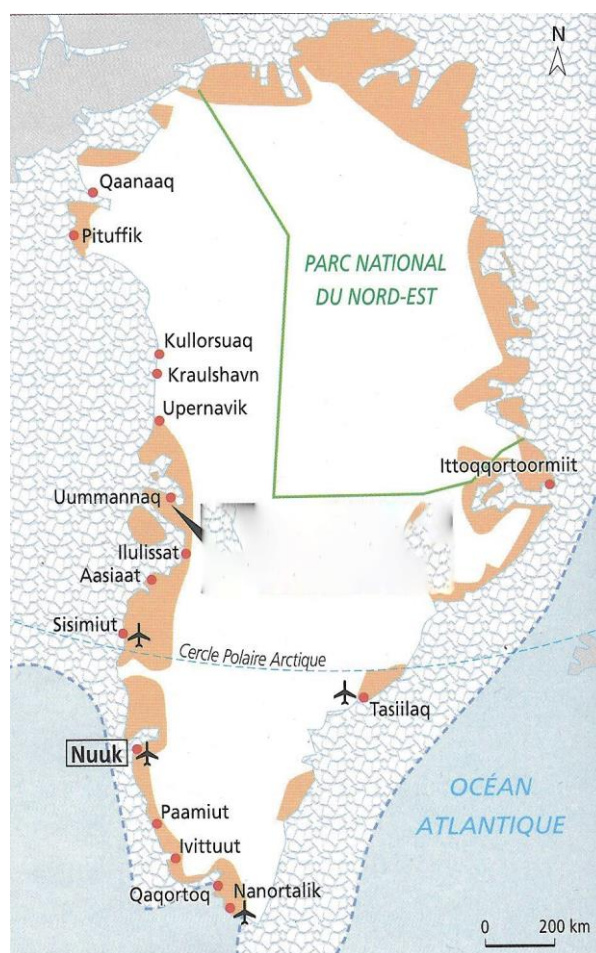 N
Qaanaaq
Pituffik
PARC NATIONAL
DU NORD-EST
Kullorsuaq
Kraulshavn
Upernavik
Ittoqqortoormiit
Uummannaq
Ilulissat
Aasiaat
Sisimiut
Cercle Polaire Arctique
Tasiilaq
Nuuk
OCÉAN
ATLANTIQUE
Paamiut
Ivittuut
Qaqortoq
Nanortalik
0 200 km